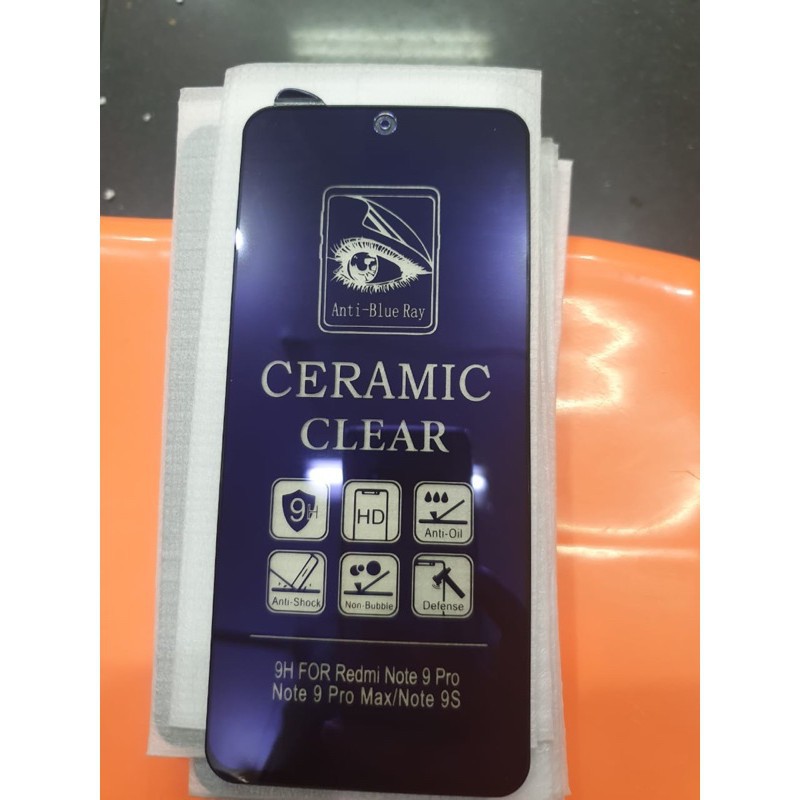 Anti-Blue Ray
CERAMIC
CLEAR
9H
HD
Anti-Oil
Anti-Shock
Non-Bubble
Defense
9H FOR Redmi Note 9 Pro
Note 9 Pro Max/Note 9S